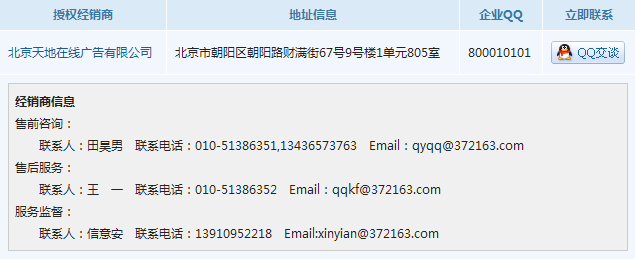 授权经销商 地址信息 企业QQ 立即联系
北京天地在线广告有限公司 北京市朝阳区朝阳路财满街67号9号楼1单元805室 800010101 QQ交谈
经销商信息
售前咨询：
联系人：田昊男 联系电话：010-51386351,13436573763 Email：qyqq@372163.com
售后服务：
联系人：王 一 联系电话：010-51386352 Email：qqkf@372163.com
服务监督：
联系人：信意安 联系电话：13910952218 Email:xinyian@372163.com